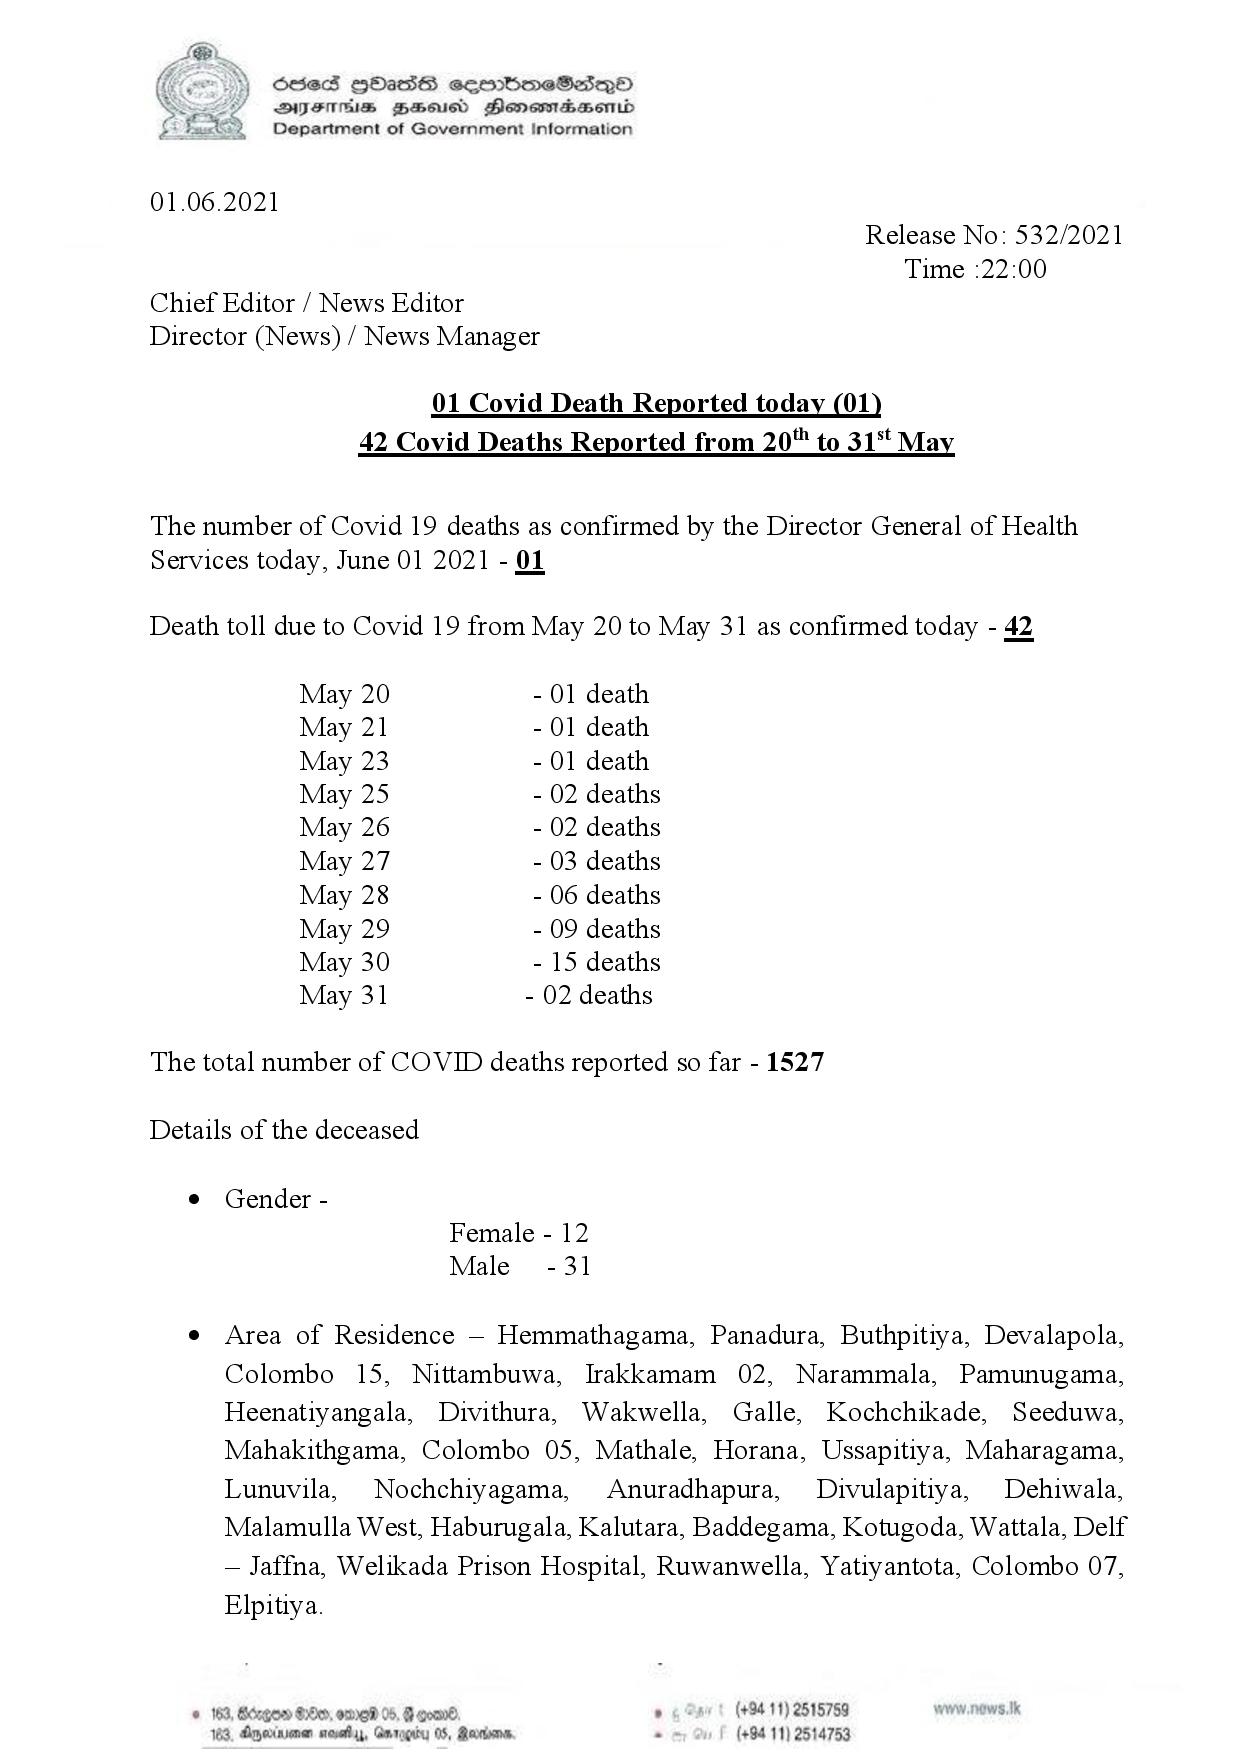 රජයේ ප්‍රවෘත්ති දෙපාර්තමේන්තුව
அரசாங்க தகவல் திணைக்களம்
Department of Government Information
01.06.2021
Release No: 532/2021
Time :22:00
Chief Editor / News Editor
Director (News) / News Manager
01 Covid Death Reported today (01)
42 Covid Deaths Reported from 20th to 31st May
The number of Covid 19 deaths as confirmed by the Director General of Health
Services today, June 01 2021 - 01
Death toll due to Covid 19 from May 20 to May 31 as confirmed today - 42
May 20 - 01 death
May 21 - 01 death
May 23 - 01 death
May 25 - 02 deaths
May 26 - 02 deaths
May 27 - 03 deaths
May 28 - 06 deaths
May 29 - 09 deaths
May 30 - 15 deaths
May 31 - 02 deaths
The total number of COVID deaths reported so far - 1527
Details of the deceased
• Gender -
Female - 12
Male - 31
• Area of Residence – Hemmathagama, Panadura, Buthpitiya, Devalapola,
Colombo 15, Nittambuwa, Irakkamam 02, Narammala, Pamunugama,
Heenatiyangala, Divithura, Wakwella, Galle, Kochchikade, Seeduwa,
Mahakithgama, Colombo 05, Mathale, Horana, Ussapitiya, Maharagama,
Lunuvila, Nochchiyagama, Anuradhapura, Divulapitiya, Dehiwala,
Malamulla West, Haburugala, Kalutara, Baddegama, Kotugoda, Wattala, Delf
– Jaffna, Welikada Prison Hospital, Ruwanwella, Yatiyantota, Colombo 07,
Elpitiya.
163, කිරුලපන මාවත, කොළඹ 05, ශ්‍රී ලංකාව.
163, கிருலப்பனை எவனியூ, கொழும்பு 05, இலங்கை.
(+94 11) 2515759
(+94 11) 2514753
www.news.lk